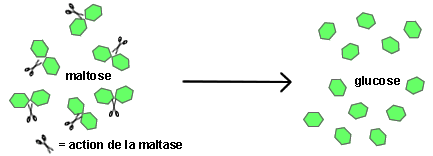 maltose
glucose
= action de la maltase